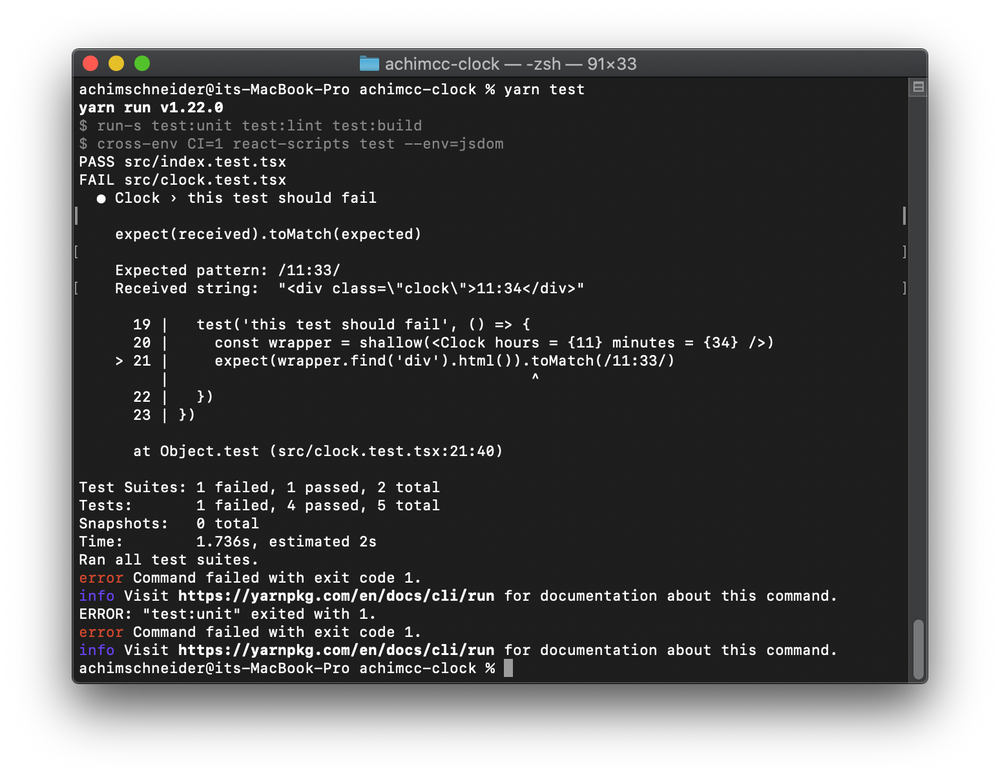 achimcc-clock — -zsh — 91×33
achimschneider@its-MacBook-Pro achimcc-clock % yarn test
yarn run v1.22.0
$ run-s test:unit test:lint test:build
$ cross-env CI=1 react-scripts test --env=jsdom
PASS src/index.test.tsx
FAIL src/clock.test.tsx
● Clock › this test should fail
expect(received).toMatch(expected)
Expected pattern: /11:33/
Received string:  "<div class=\"clock\">11:34</div>"
19 |   test('this test should fail', () => {
20 |     const wrapper = shallow(<Clock hours = {11} minutes = {34} />)
> 21 |     expect(wrapper.find('div').html()).toMatch(/11:33/)
|                                        ^
22 |   })
23 | })
at Object.test (src/clock.test.tsx:21:40)
Test Suites: 1 failed, 1 passed, 2 total
Tests:       1 failed, 4 passed, 5 total
Snapshots:   0 total
Time:        1.736s, estimated 2s
Ran all test suites.
error Command failed with exit code 1.
info Visit https://yarnpkg.com/en/docs/cli/run for documentation about this command.
ERROR: "test:unit" exited with 1.
error Command failed with exit code 1.
info Visit https://yarnpkg.com/en/docs/cli/run for documentation about this command.
achimschneider@its-MacBook-Pro achimcc-clock %